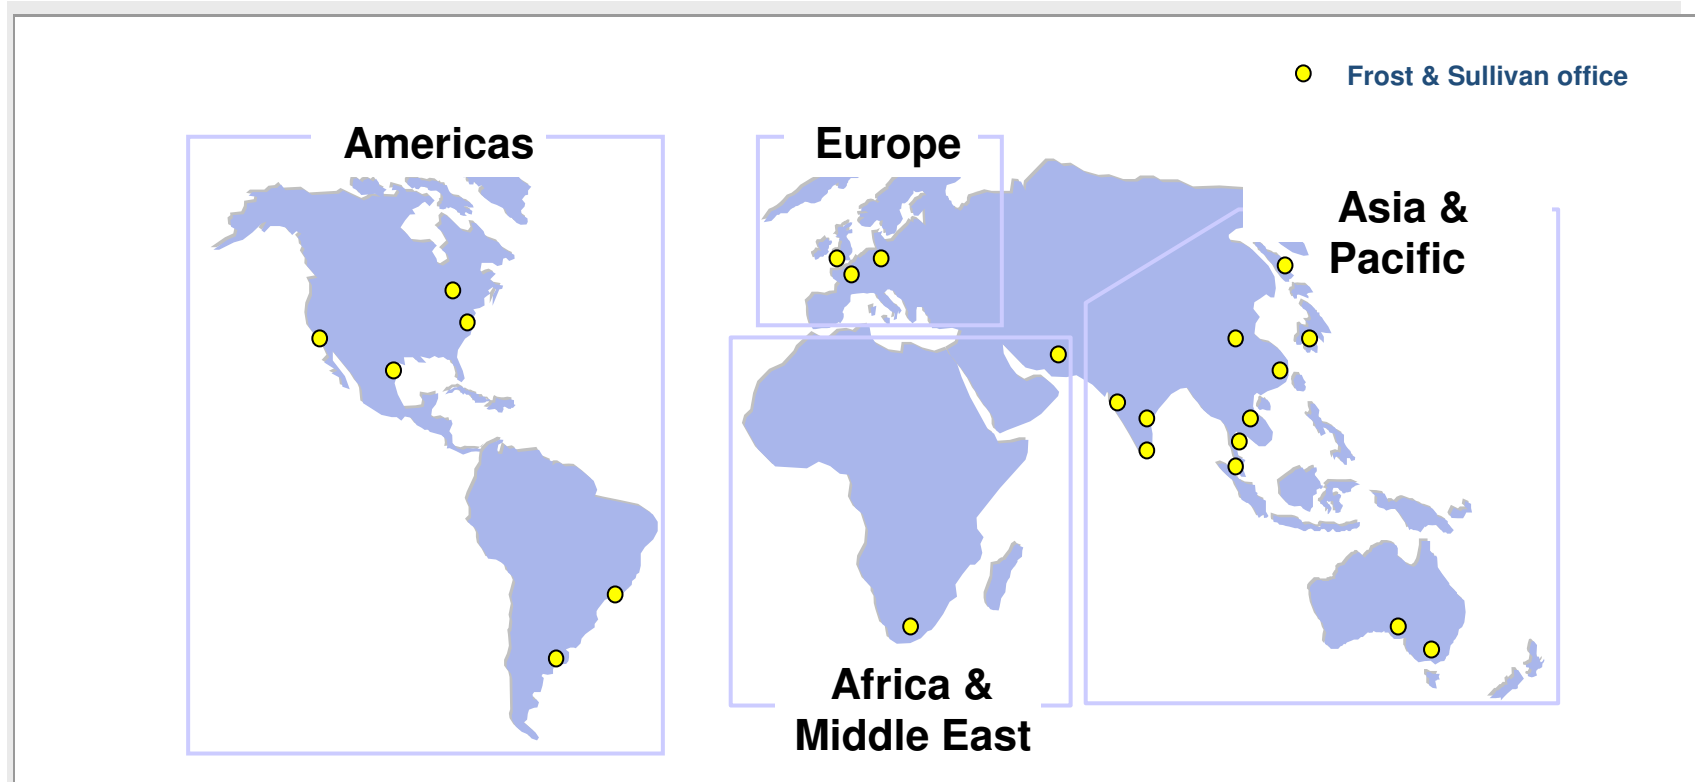 Frost & Sullivan office
Americas
Europe
Asia &
Pacific
Africa &
Middle East